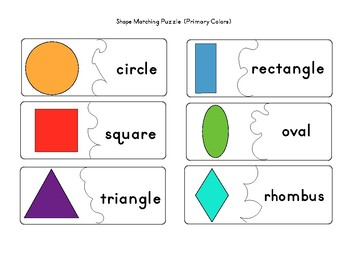 Shape Matching Puzzle (Primary Colors)
circle
rectangle
square
oval
triangle
rhombus